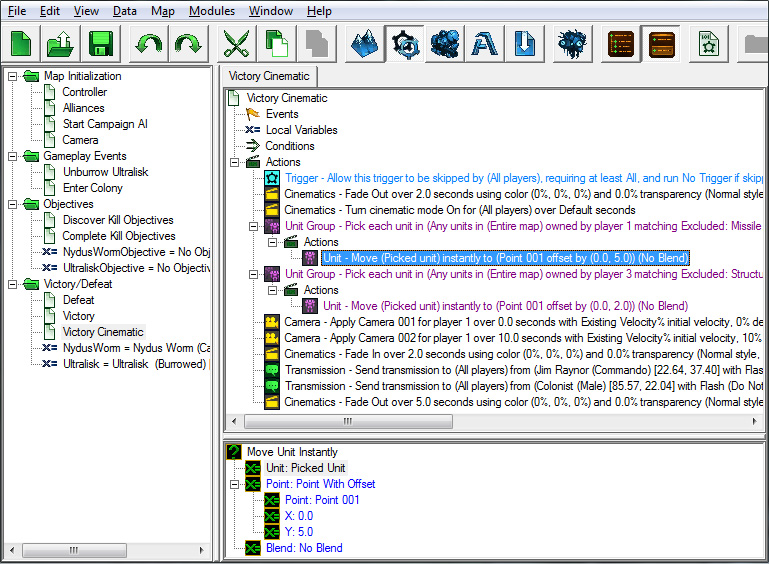 File Edit View Data Map Modules Window Help
Map Initialization
Controller
Alliances
Start Campaign AI
Camera
Gameplay Events
Unburrow Ultralisk
Enter Colony
Objectives
Discover Kill Objectives
Complete Kill Objectives
NydusWormObjective = No Obj
UltraliskObjective = No Objec
Victory/Defeat
Defeat
Victory
Victory Cinematic
NydusWorm = Nydus Worm (Ca
Ultralisk = Ultralisk (Burrowed) [
Victory Cinematic
Victory Cinematic
Events
Local Variables
Conditions
Actions
Trigger - Allow this trigger to be skipped by (All players), requiring at least All, and run No Trigger if skipp
Cinematics - Fade Out over 2.0 seconds using color (0%, 0%, 0%) and 0.0% transparency (Normal style
Cinematics - Turn cinematic mode On for (All players) over Default seconds
Unit Group - Pick each unit in (Any units in (Entire map) owned by player 1 matching Excluded: Missile
Actions
Unit - Move (Picked unit) instantly to (Point 001 offset by (0.0, 5.0)) (No Blend)
Unit Group - Pick each unit in (Any units in (Entire map) owned by player 3 matching Excluded: Structu
Actions
Unit - Move (Picked unit) instantly to (Point 001 offset by (0.0, 2.0)) (No Blend)
Camera - Apply Camera 001 for player 1 over 0.0 seconds with Existing Velocity% initial velocity, 0% de
Camera - Apply Camera 002 for player 1 over 10.0 seconds with Existing Velocity% initial velocity, 10%
Cinematics - Fade In over 2.0 seconds using color (0%, 0%, 0%) and 0.0% transparency (Normal style,
Transmission - Send transmission to (All players) from (Jim Raynor (Commando) [22.64, 37.40] with Flash
Transmission - Send transmission to (All players) from (Colonist (Male) [85.57, 22.04] with Flash (Do Not
Cinematics - Fade Out over 5.0 seconds using color (0%, 0%, 0%) and 0.0% transparency (Normal style
Move Unit Instantly
Unit: Picked Unit
Point: Point With Offset
Point: Point 001
X: 0.0
Y: 5.0
Blend: No Blend